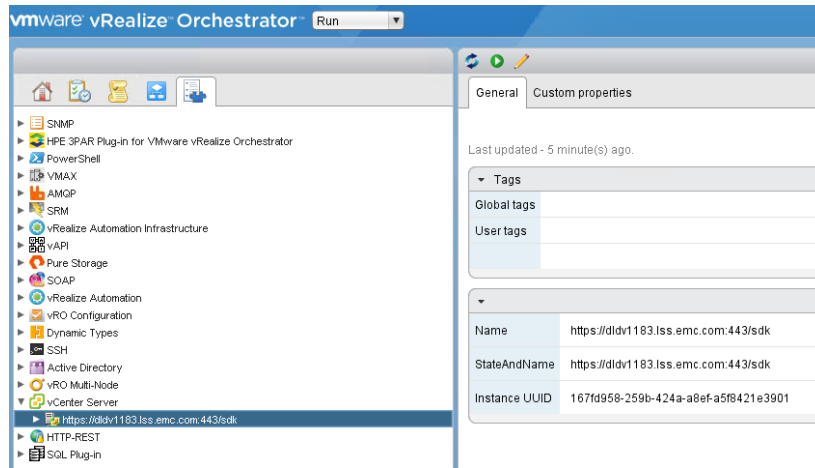 vmware vRealize Orchestrator Run
General Custom properties
Last updated - 5 minute(s) ago.
Tags
Global tags
User tags
Name https://dldv1183.lss.emc.com:443/sdk
StateAndName https://dldv1183.lss.emc.com:443/sdk
Instance UUID 167fd958-259b-424a-a8ef-a5f8421e3901
SNMP
HPE 3PAR Plug-in for VMware vRealize Orchestrator
PowerShell
VMAX
AMQP
SRM
vRealize Automation Infrastructure
vAPI
Pure Storage
SOAP
vRealize Automation
vRO Configuration
Dynamic Types
SSH
Active Directory
vRO Multi-Node
vCenter Server
https://dldv1183.lss.emc.com:443/sdk
HTTP-REST
SQL Plug-in